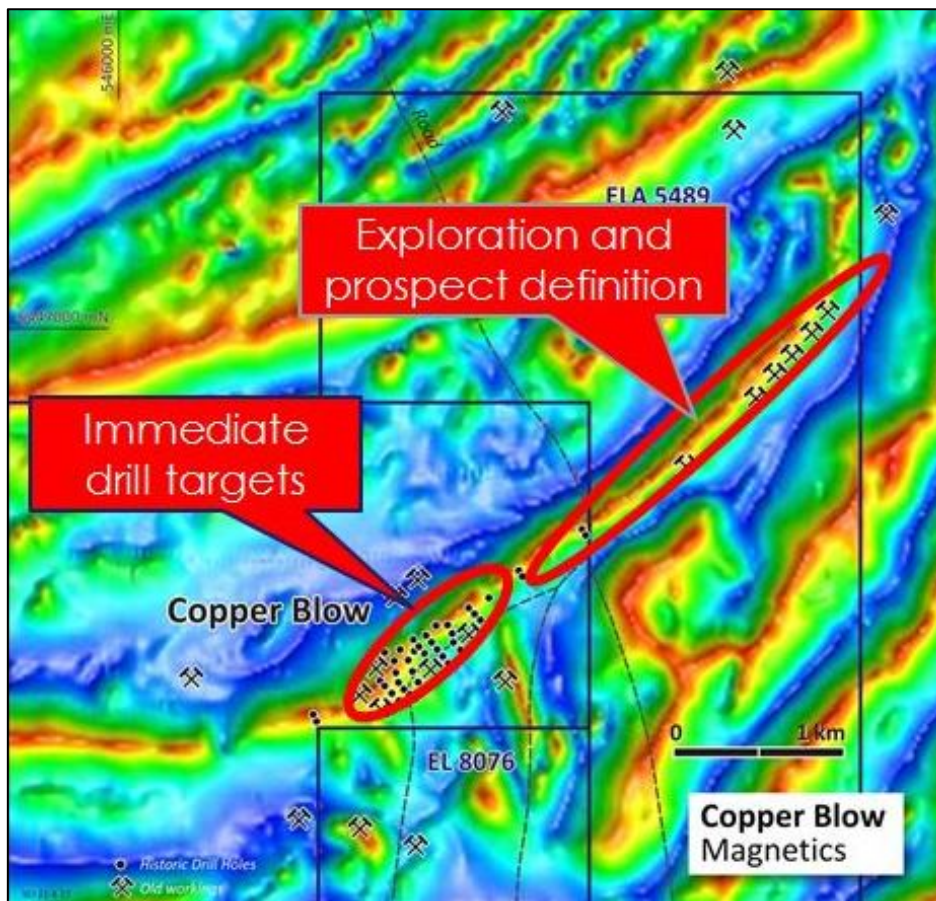 546000 mE
Road
ELA 5489
Exploration and
prospect definition
mN
Immediate
drill targets
Copper Blow
0 1 km
EL 8076
Copper Blow
Magnetics
Historic Drill Holes
Old workings